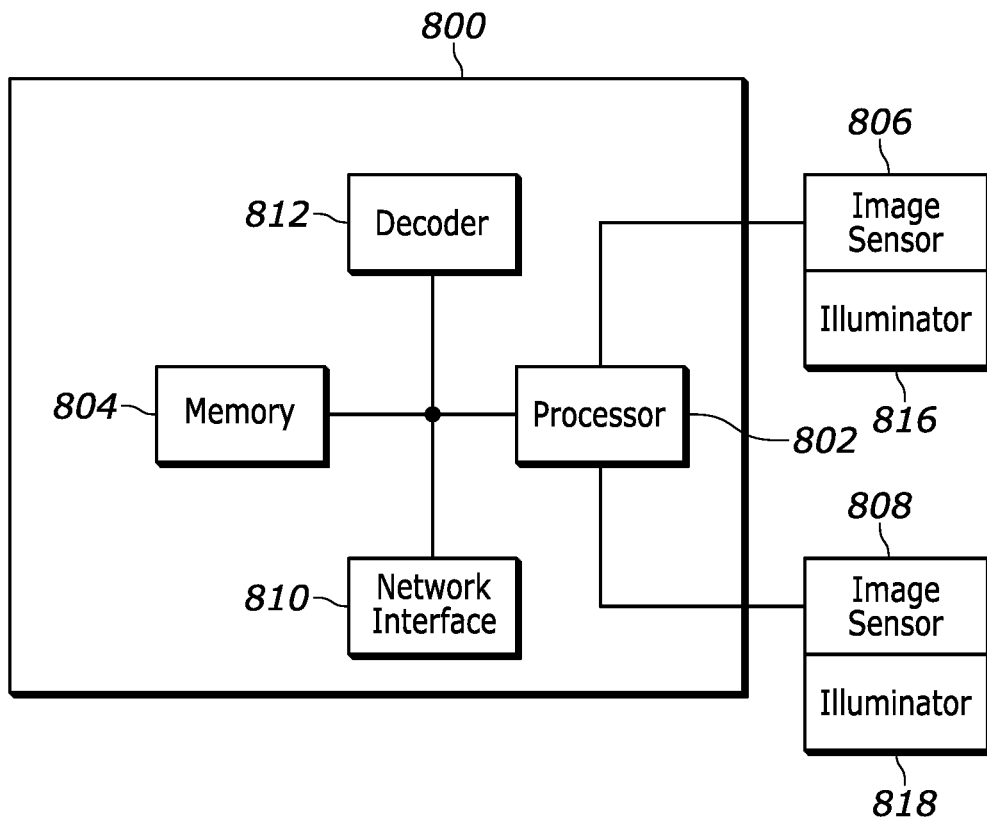 800
806
Image
Sensor
Illuminator
816
812
Decoder
804
Memory
Processor
802
808
Image
Sensor
Illuminator
818
810
Network
Interface